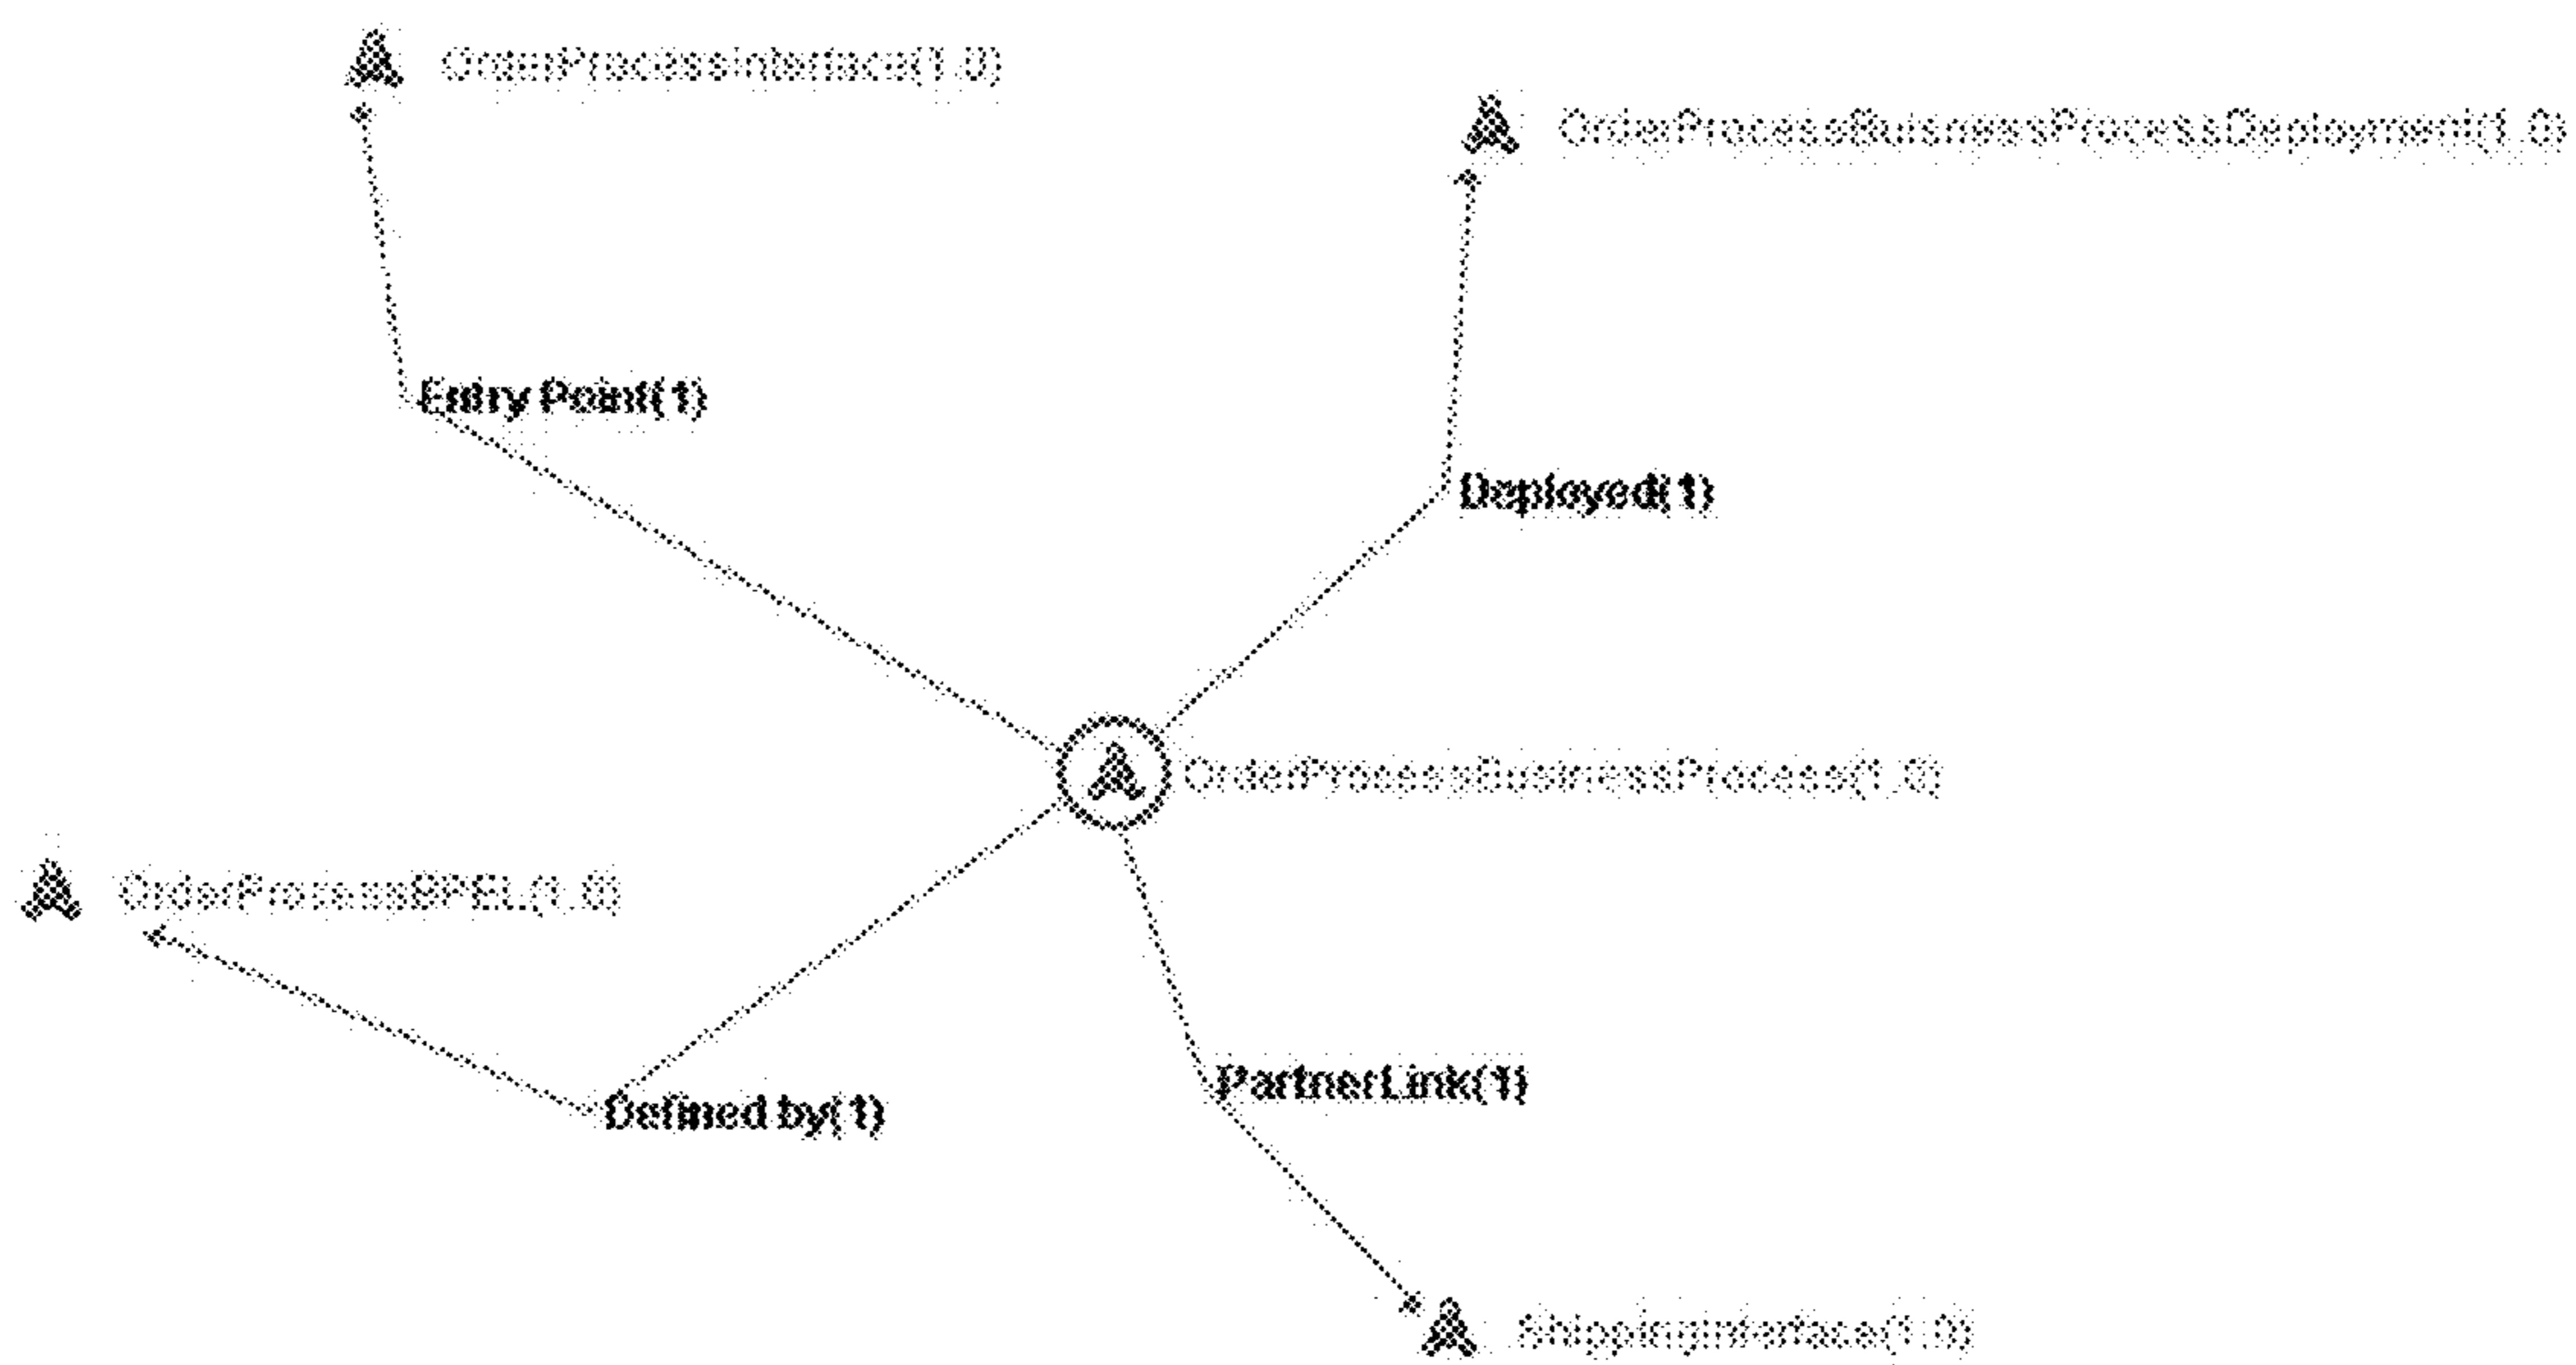 OrderProcessInterface(1.0)
OrderProcessBuisnessProcessDeployment(1.0)
Entry Point(1)
Deployed(1)
OrderProcessBusinessProcess(1.0)
OrderProcessBPEL(1.0)
PartnerLink(1)
Defined by(1)
ShippingInterface(1.0)